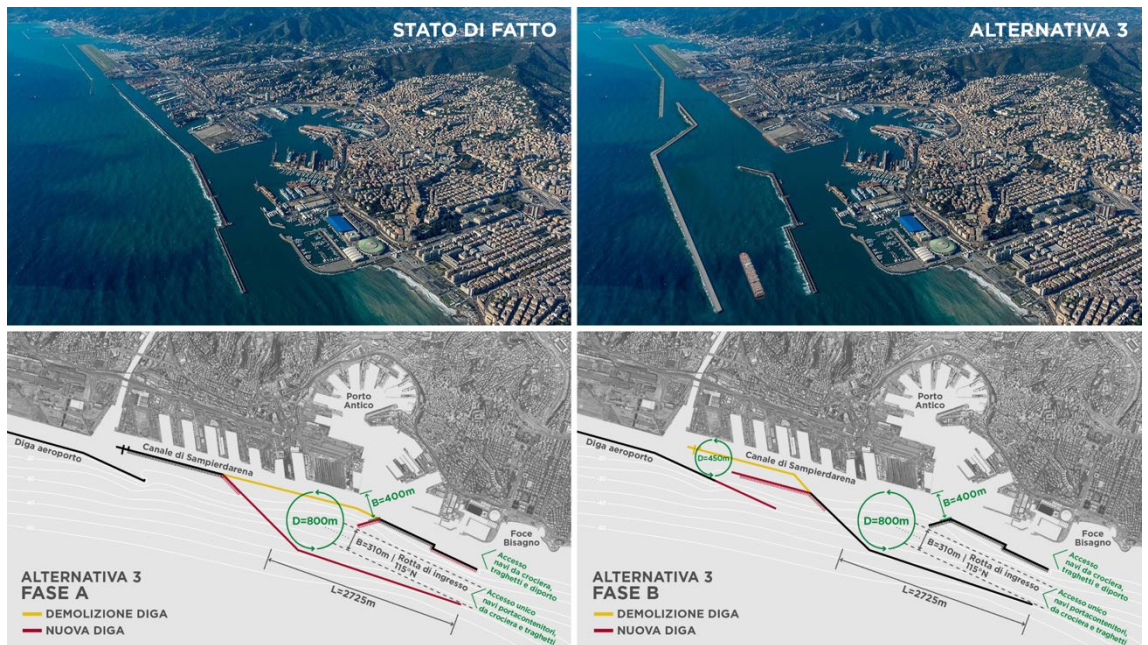 STATO DI FATTO
ALTERNATIVA 3
Porto
Antico
Diga aeroporto
Canale di Sampierdarena
B=400m
D=800m
B=310m | Rotta di ingresso
115°N
Foce
Bisagno
Accesso
navi da crociera,
traghetti e diporto
Accesso unico
navi portacontenitori,
da crociera e traghetti
L=2725m
ALTERNATIVA 3
FASE A
DEMOLIZIONE DIGA
NUOVA DIGA
Porto
Antico
Diga aeroporto
D=450m
Canale di Sampierdarena
B=400m
D=800m
B=310m | Rotta di ingresso
115°N
Foce
Bisagno
Accesso
navi da crociera,
traghetti e diporto
Accesso unico
navi portacontenitori,
da crociera e traghetti
L=2725m
ALTERNATIVA 3
FASE B
DEMOLIZIONE DIGA
NUOVA DIGA